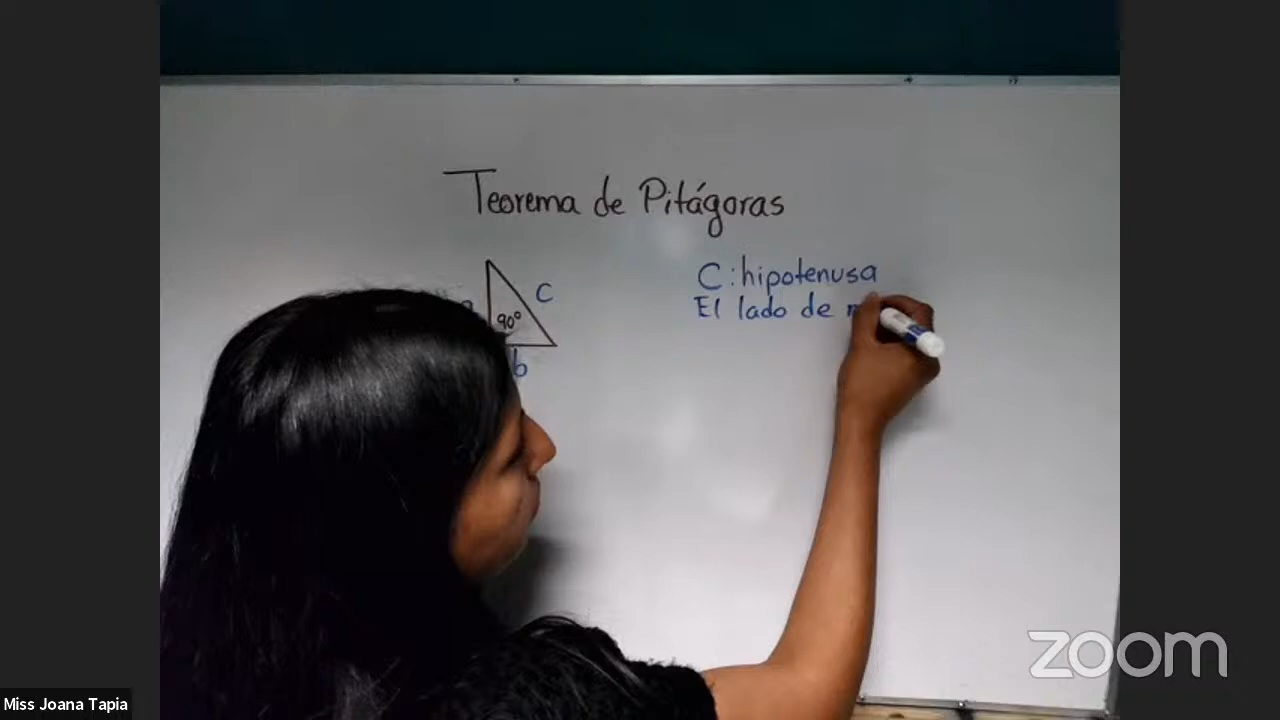 Teorema de Pitágoras
C: hipotenusa
El lado de
c
90°
b
zoom
Miss Joana Tapia